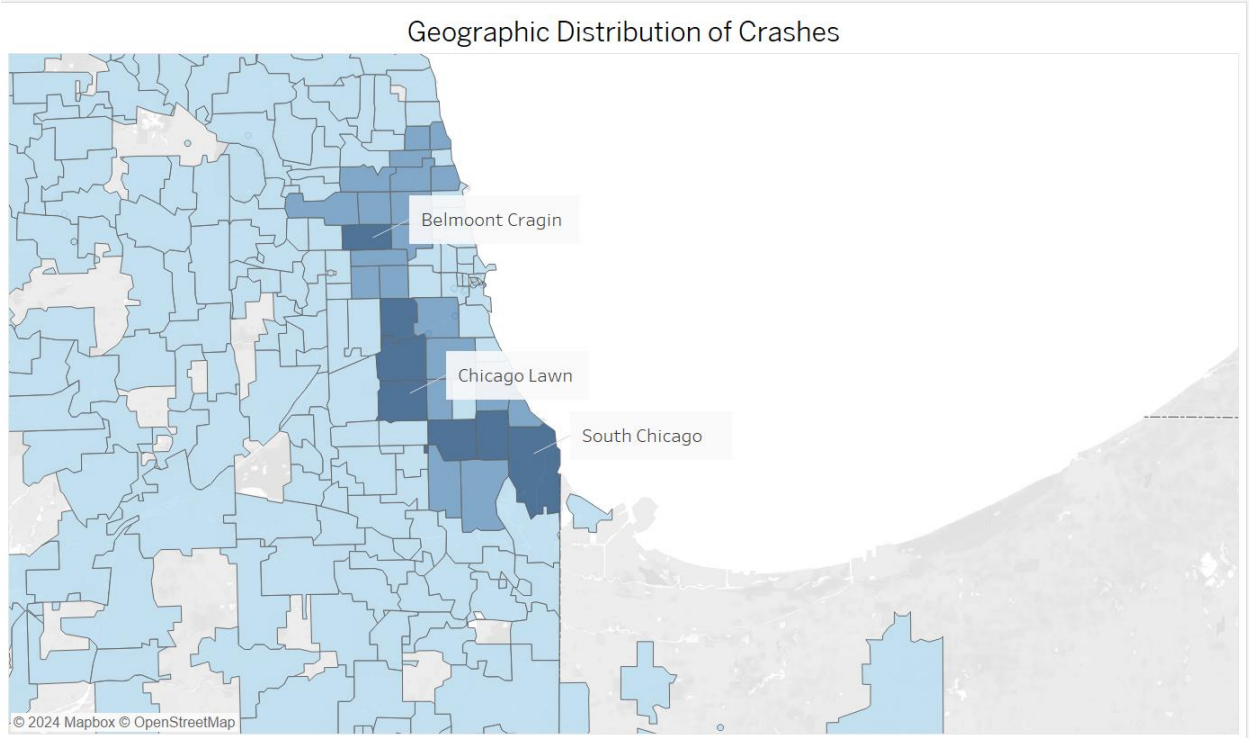 Geographic Distribution of Crashes
Belmoont Cragin
Chicago Lawn
South Chicago
© 2024 Mapbox © OpenStreetMap